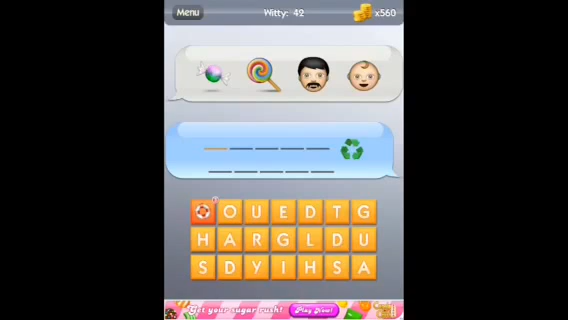 Menu Witty: 42 x560
O U E D T G
H A R G L D U
S D Y I H S A
Get your sugar rush! Play Now!